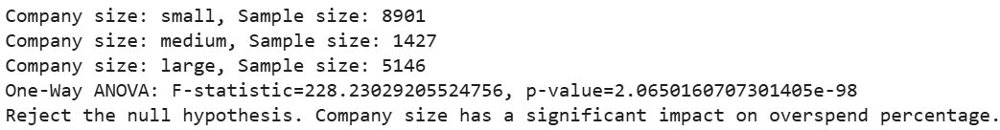 Company size: small, Sample size: 8901
Company size: medium, Sample size: 1427
Company size: large, Sample size: 5146
One-Way ANOVA: F-statistic=228.23029205524756, p-value=2.0650160707301405e-98
Reject the null hypothesis. Company size has a significant impact on overspend percentage.